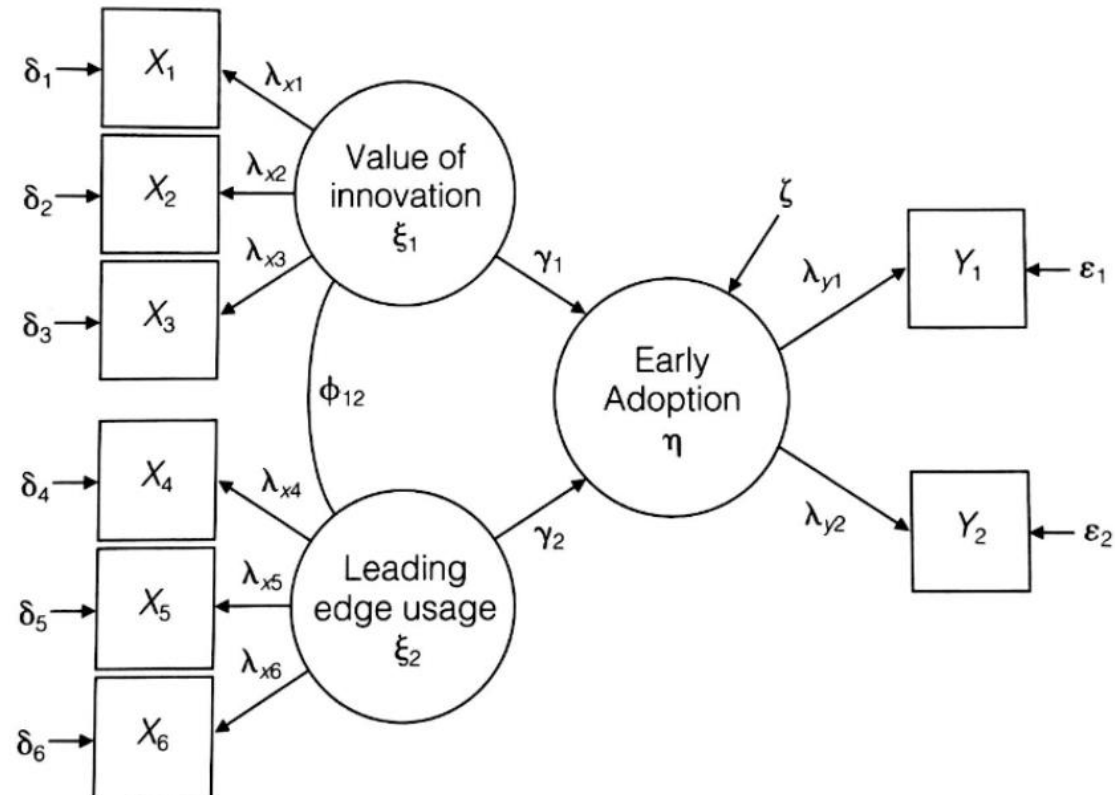 δ1
X1
λx1
δ2
X2
λx2
δ3
X3
λx3
Value of
innovation
ξ1
γ1
ζ
ϕ12
Early
Adoption
η
λy1
Y1
ε1
λy2
Y2
ε2
δ4
X4
λx4
δ5
X5
λx5
δ6
X6
λx6
Leading
edge usage
ξ2
γ2